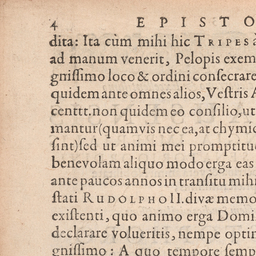 4 EPISTO
dita: Ita cùm mihi hic TRIPES à
ad manum venerit, Pelopis exem
gnissimo loco & ordini consecrare
quidem ante omnes alios, Vestris A
centtt. non quidem eo consilio, ut
mantur (quamvis nec ea, at chymic
sint) sed ut animi mei promptitu
benevolam aliquo modo erga eas
ante paucos annos in transitu mihi
stati RUDOLPHO II. divæ memo
existenti, quo animo erga Domi
declarare volueritis, nempe optim
gnissimo: A quo tempore semp